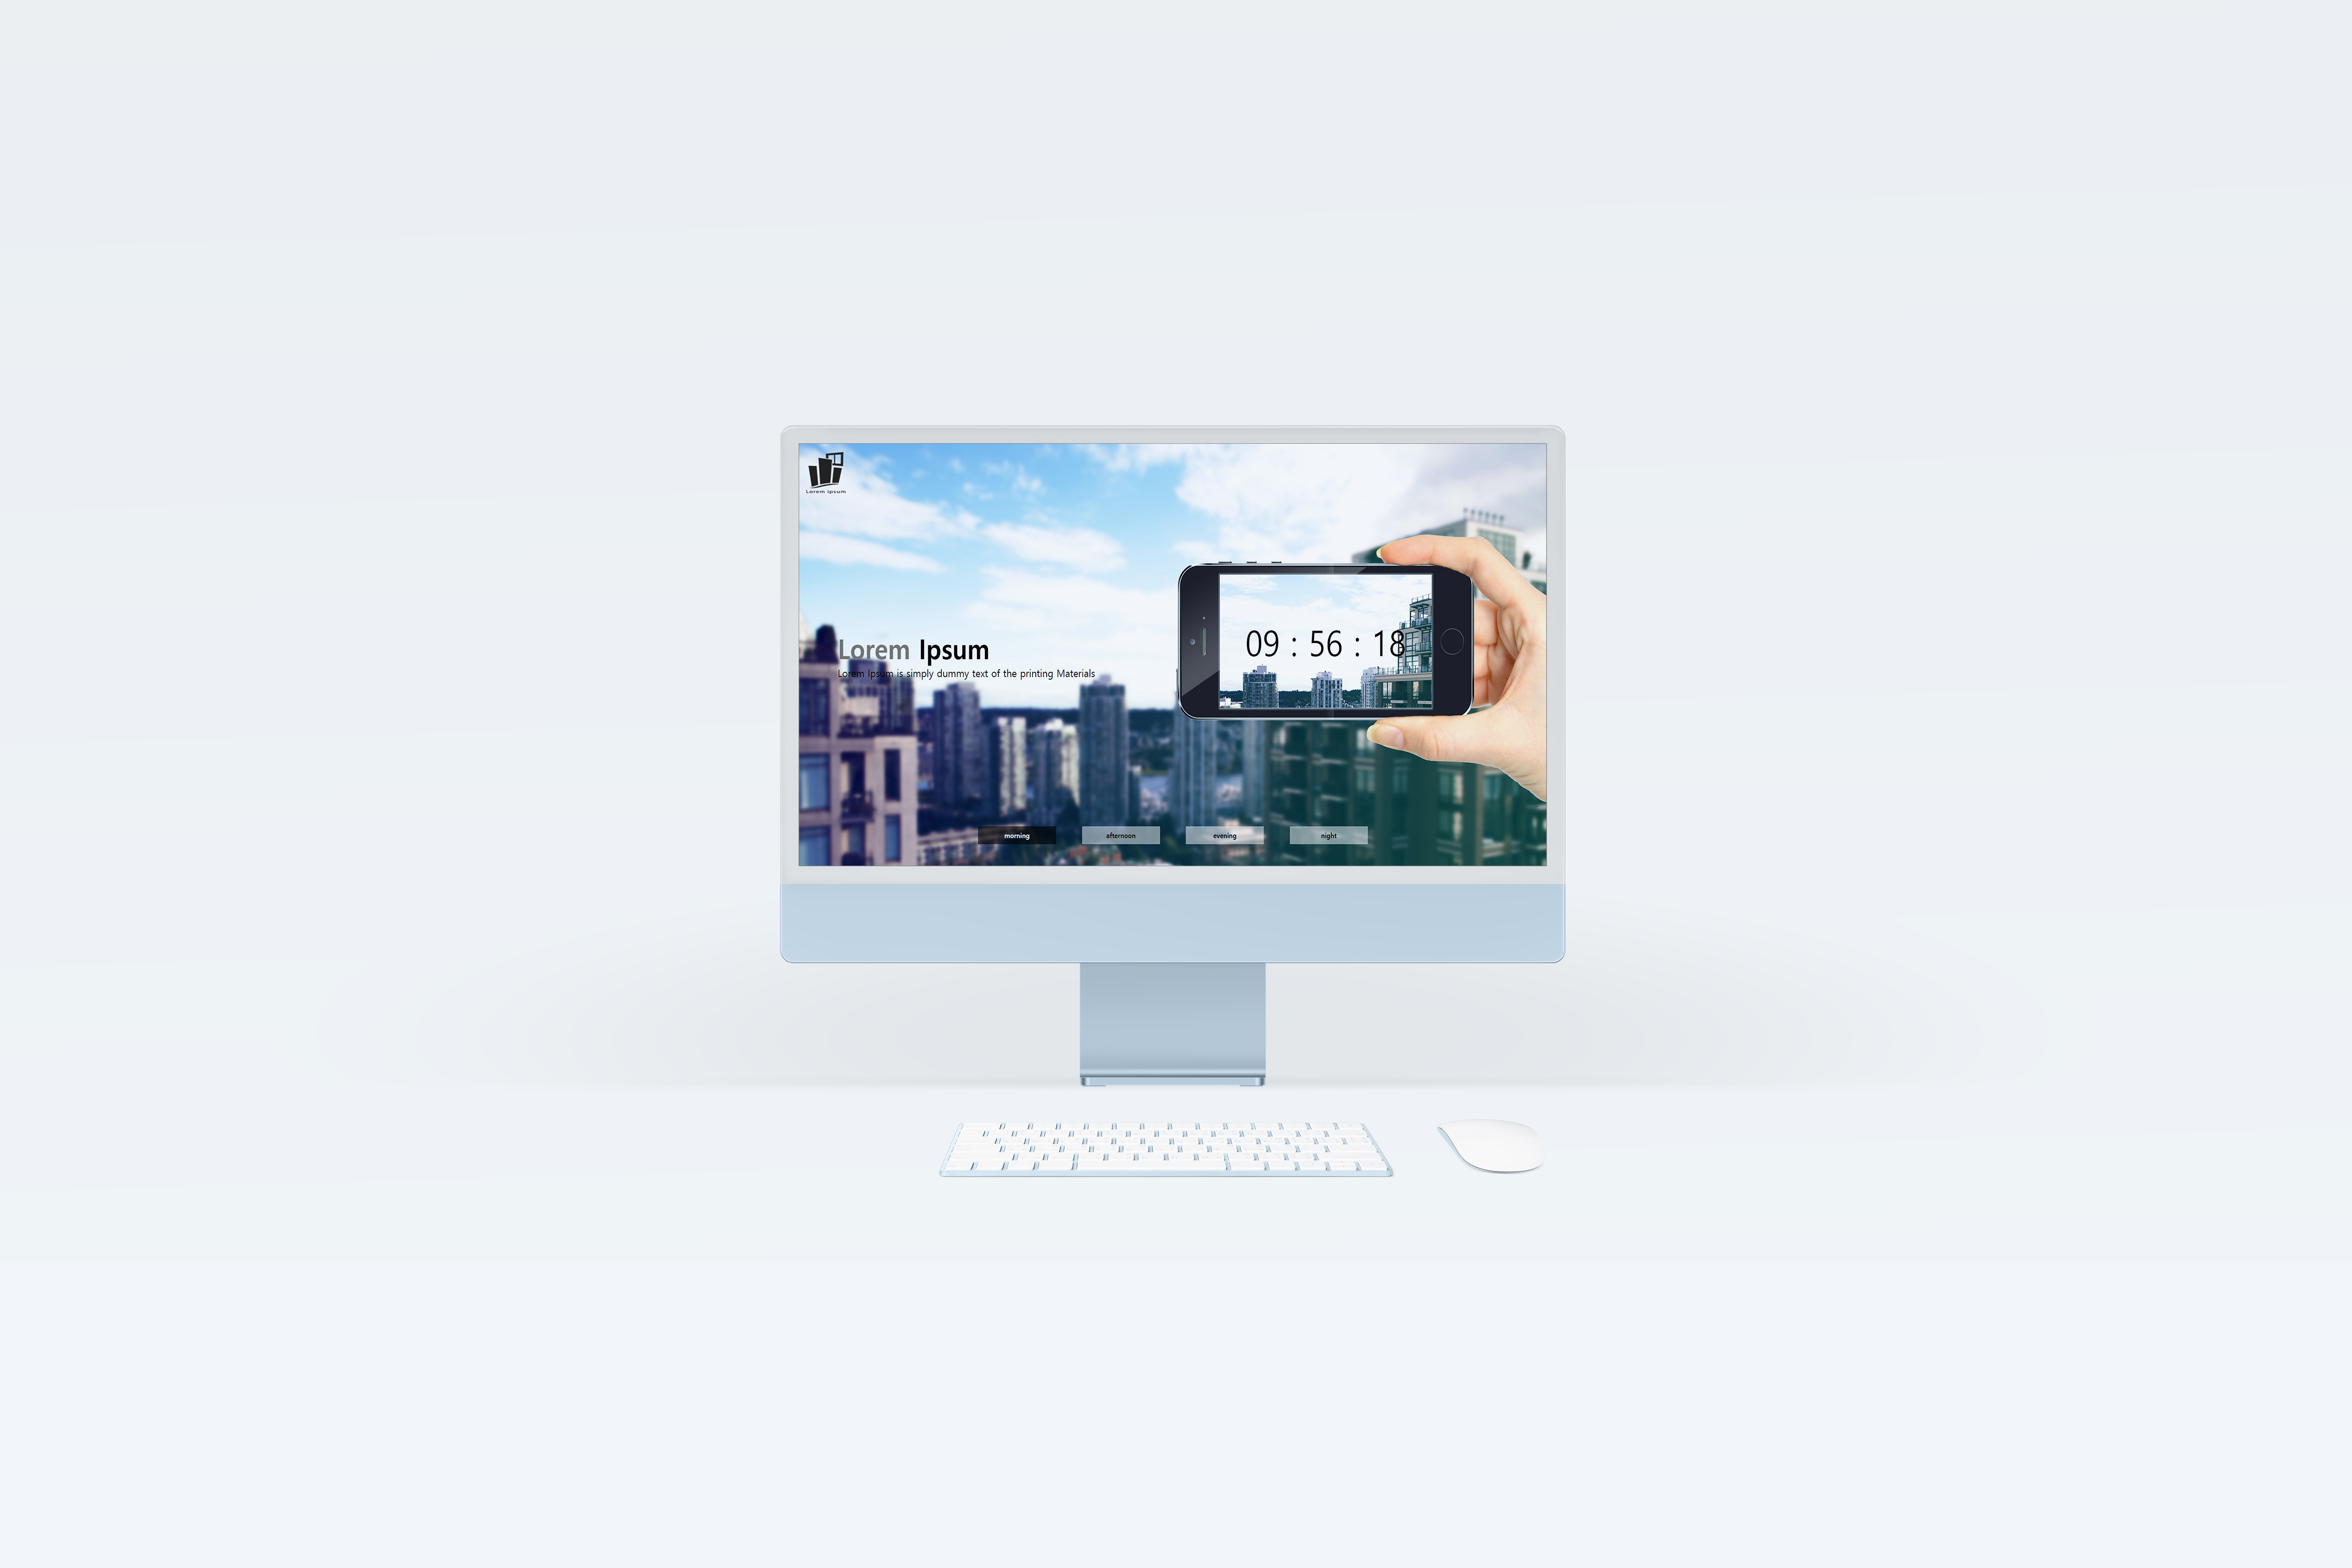 Lorem Ipsum
09 : 56 : 18
Lorem Ipsum
Lorem Ipsum is simply dummy text of the printing Materials
morning afternoon evening night